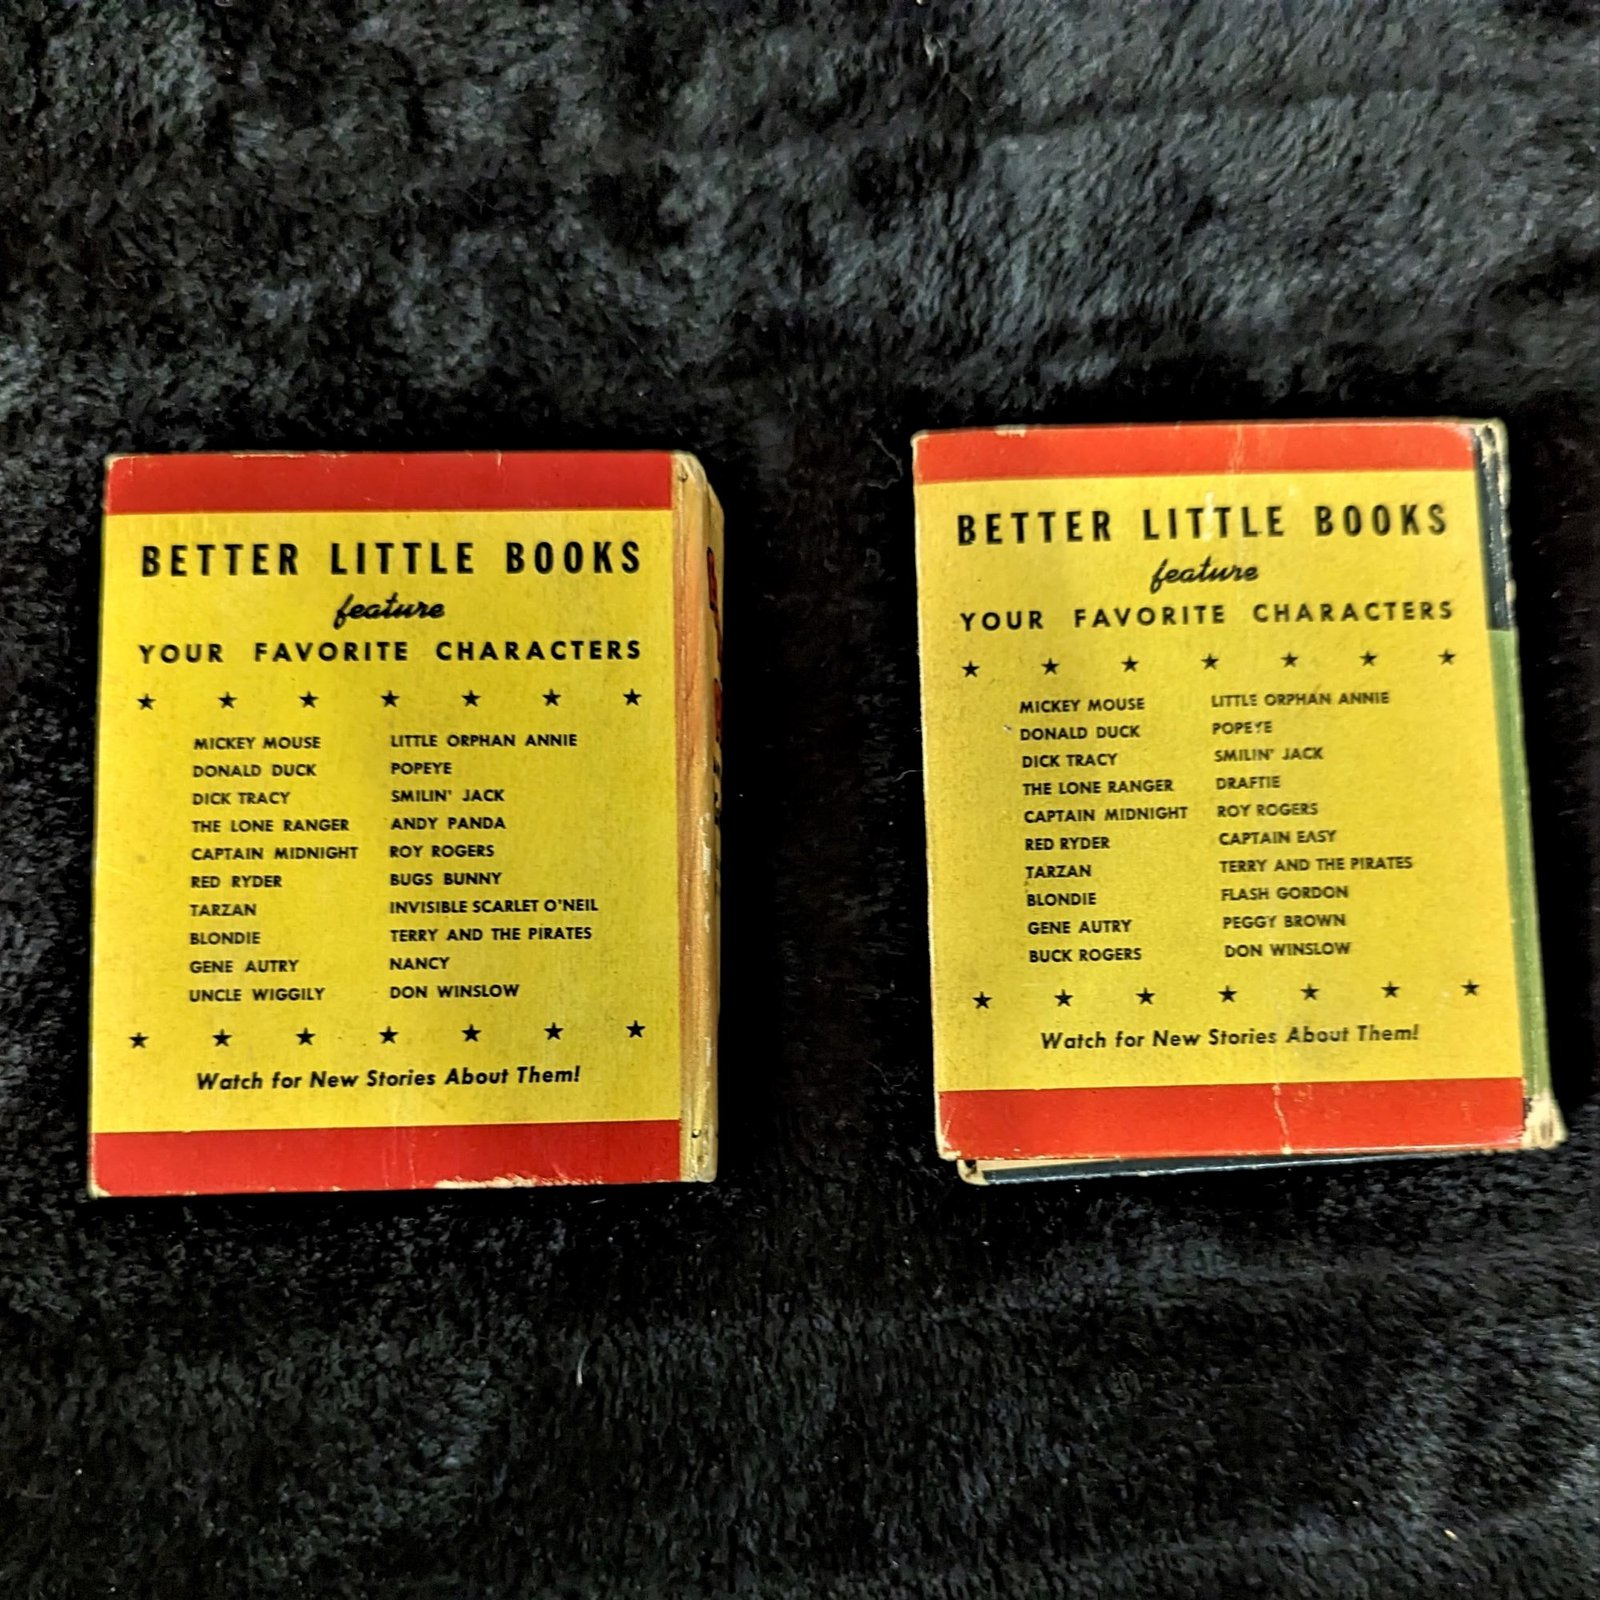 BETTER LITTLE BOOKS
feature
YOUR FAVORITE CHARACTERS
MICKEY MOUSE LITTLE ORPHAN ANNIE
DONALD DUCK POPEYE
DICK TRACY SMILIN' JACK
THE LONE RANGER ANDY PANDA
CAPTAIN MIDNIGHT ROY ROGERS
RED RYDER BUGS BUNNY
TARZAN INVISIBLE SCARLET O'NEIL
BLONDIE TERRY AND THE PIRATES
GENE AUTRY NANCY
UNCLE WIGGILY DON WINSLOW
Watch for New Stories About Them!
BETTER LITTLE BOOKS
feature
YOUR FAVORITE CHARACTERS
MICKEY MOUSE LITTLE ORPHAN ANNIE
DONALD DUCK POPEYE
DICK TRACY SMILIN' JACK
THE LONE RANGER DRAFTIE
CAPTAIN MIDNIGHT ROY ROGERS
RED RYDER CAPTAIN EASY
TARZAN TERRY AND THE PIRATES
BLONDIE FLASH GORDON
GENE AUTRY PEGGY BROWN
BUCK ROGERS DON WINSLOW
Watch for New Stories About Them!